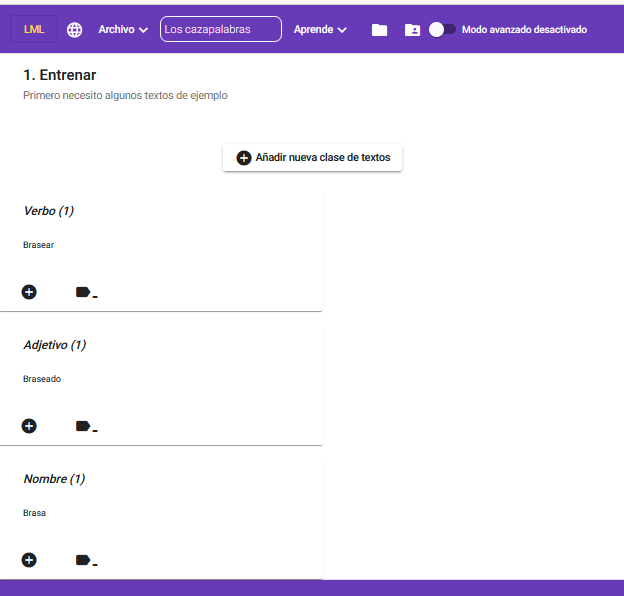 LML Archivo Los cazapalabras Aprende Modo avanzado desactivado
1. Entrenar
Primero necesito algunos textos de ejemplo
Añadir nueva clase de textos
Verbo (1)
Brasear
Adjetivo (1)
Braseado
Nombre (1)
Brasa